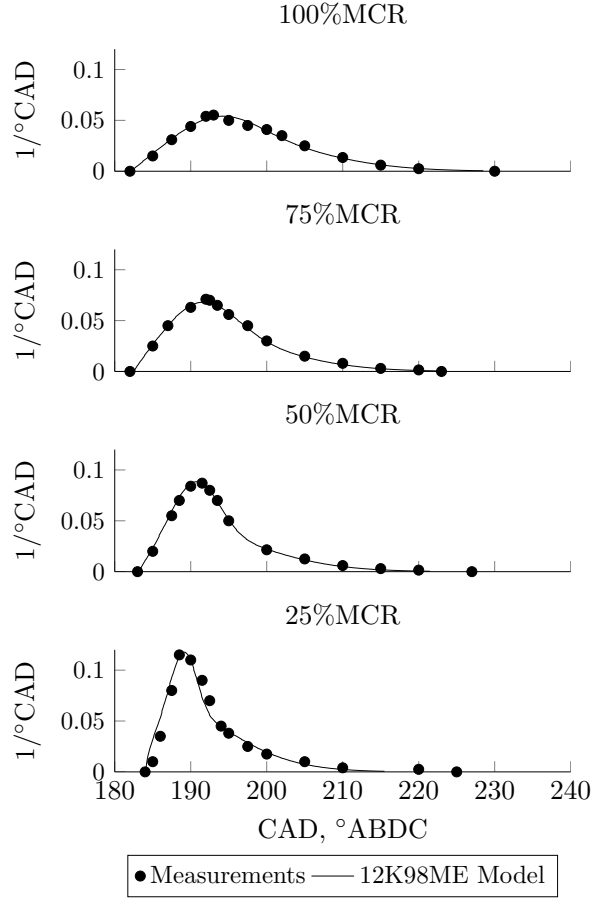 100%MCR
0.1
0.05
0
1/°CAD
75%MCR
0.1
0.05
0
1/°CAD
50%MCR
0.1
0.05
0
1/°CAD
25%MCR
0.1
0.05
0
1/°CAD
180 190 200 210 220 230 240
CAD, °ABDC
Measurements 12K98ME Model